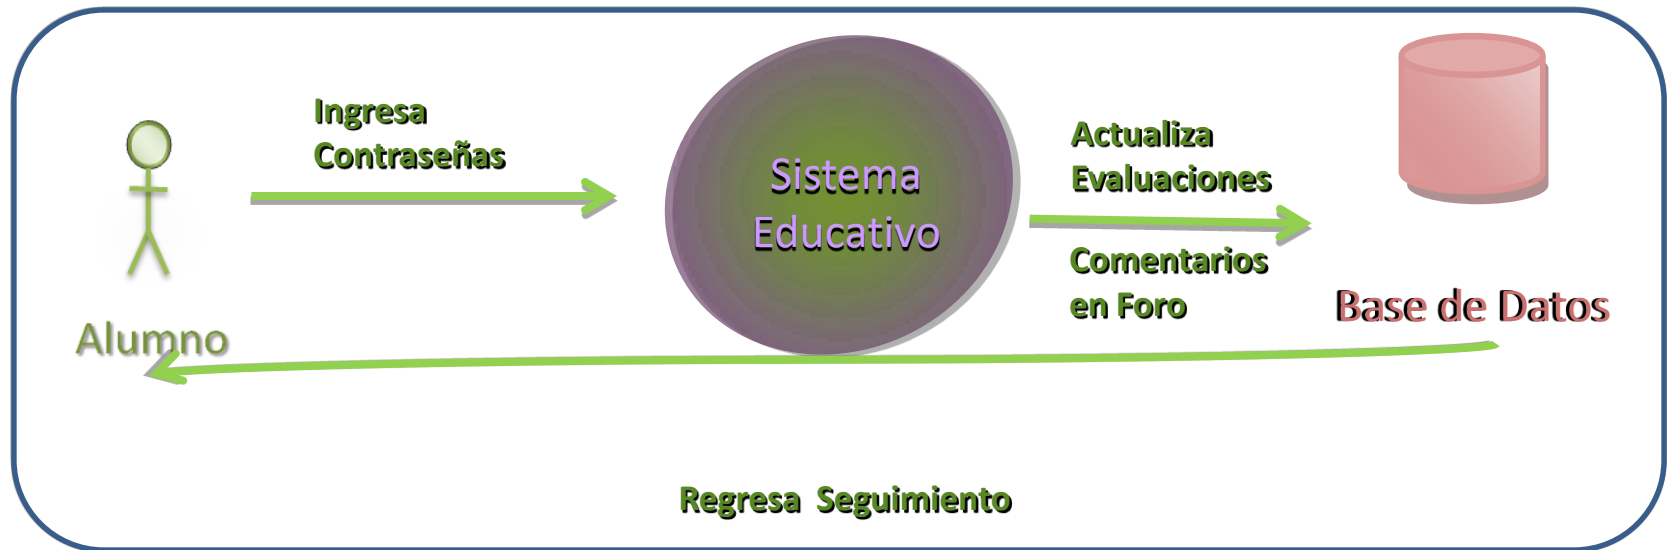 Ingresa
Contraseñas
Alumno
Sistema
Educativo
Actualiza
Evaluaciones
Comentarios
en Foro
Base de Datos
Regresa Seguimiento